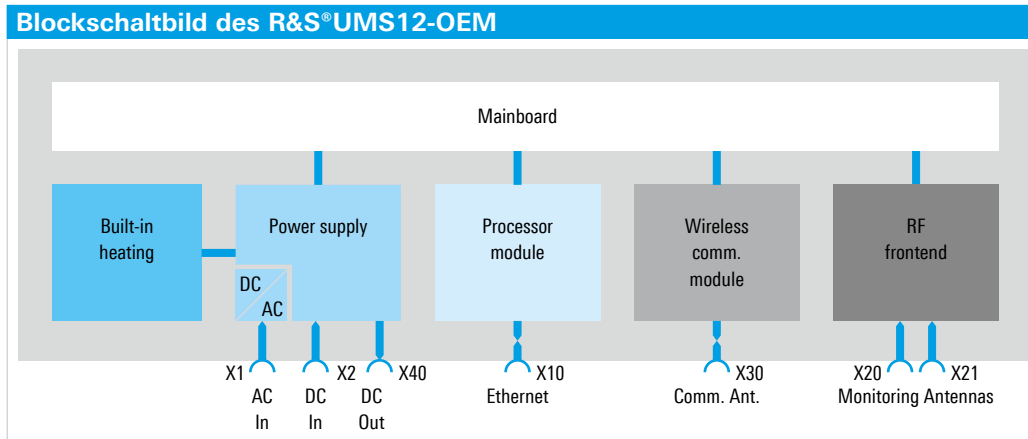 Blockschaltbild des R&S®UMS12-OEM
Mainboard
Built-in
heating
Power supply
DC
AC
Processor
module
Wireless
comm.
module
RF
frontend
X1 X2 X40 X10 X30 X20 X21
AC
In
DC
In
DC
Out
Ethernet
Comm. Ant.
Monitoring Antennas